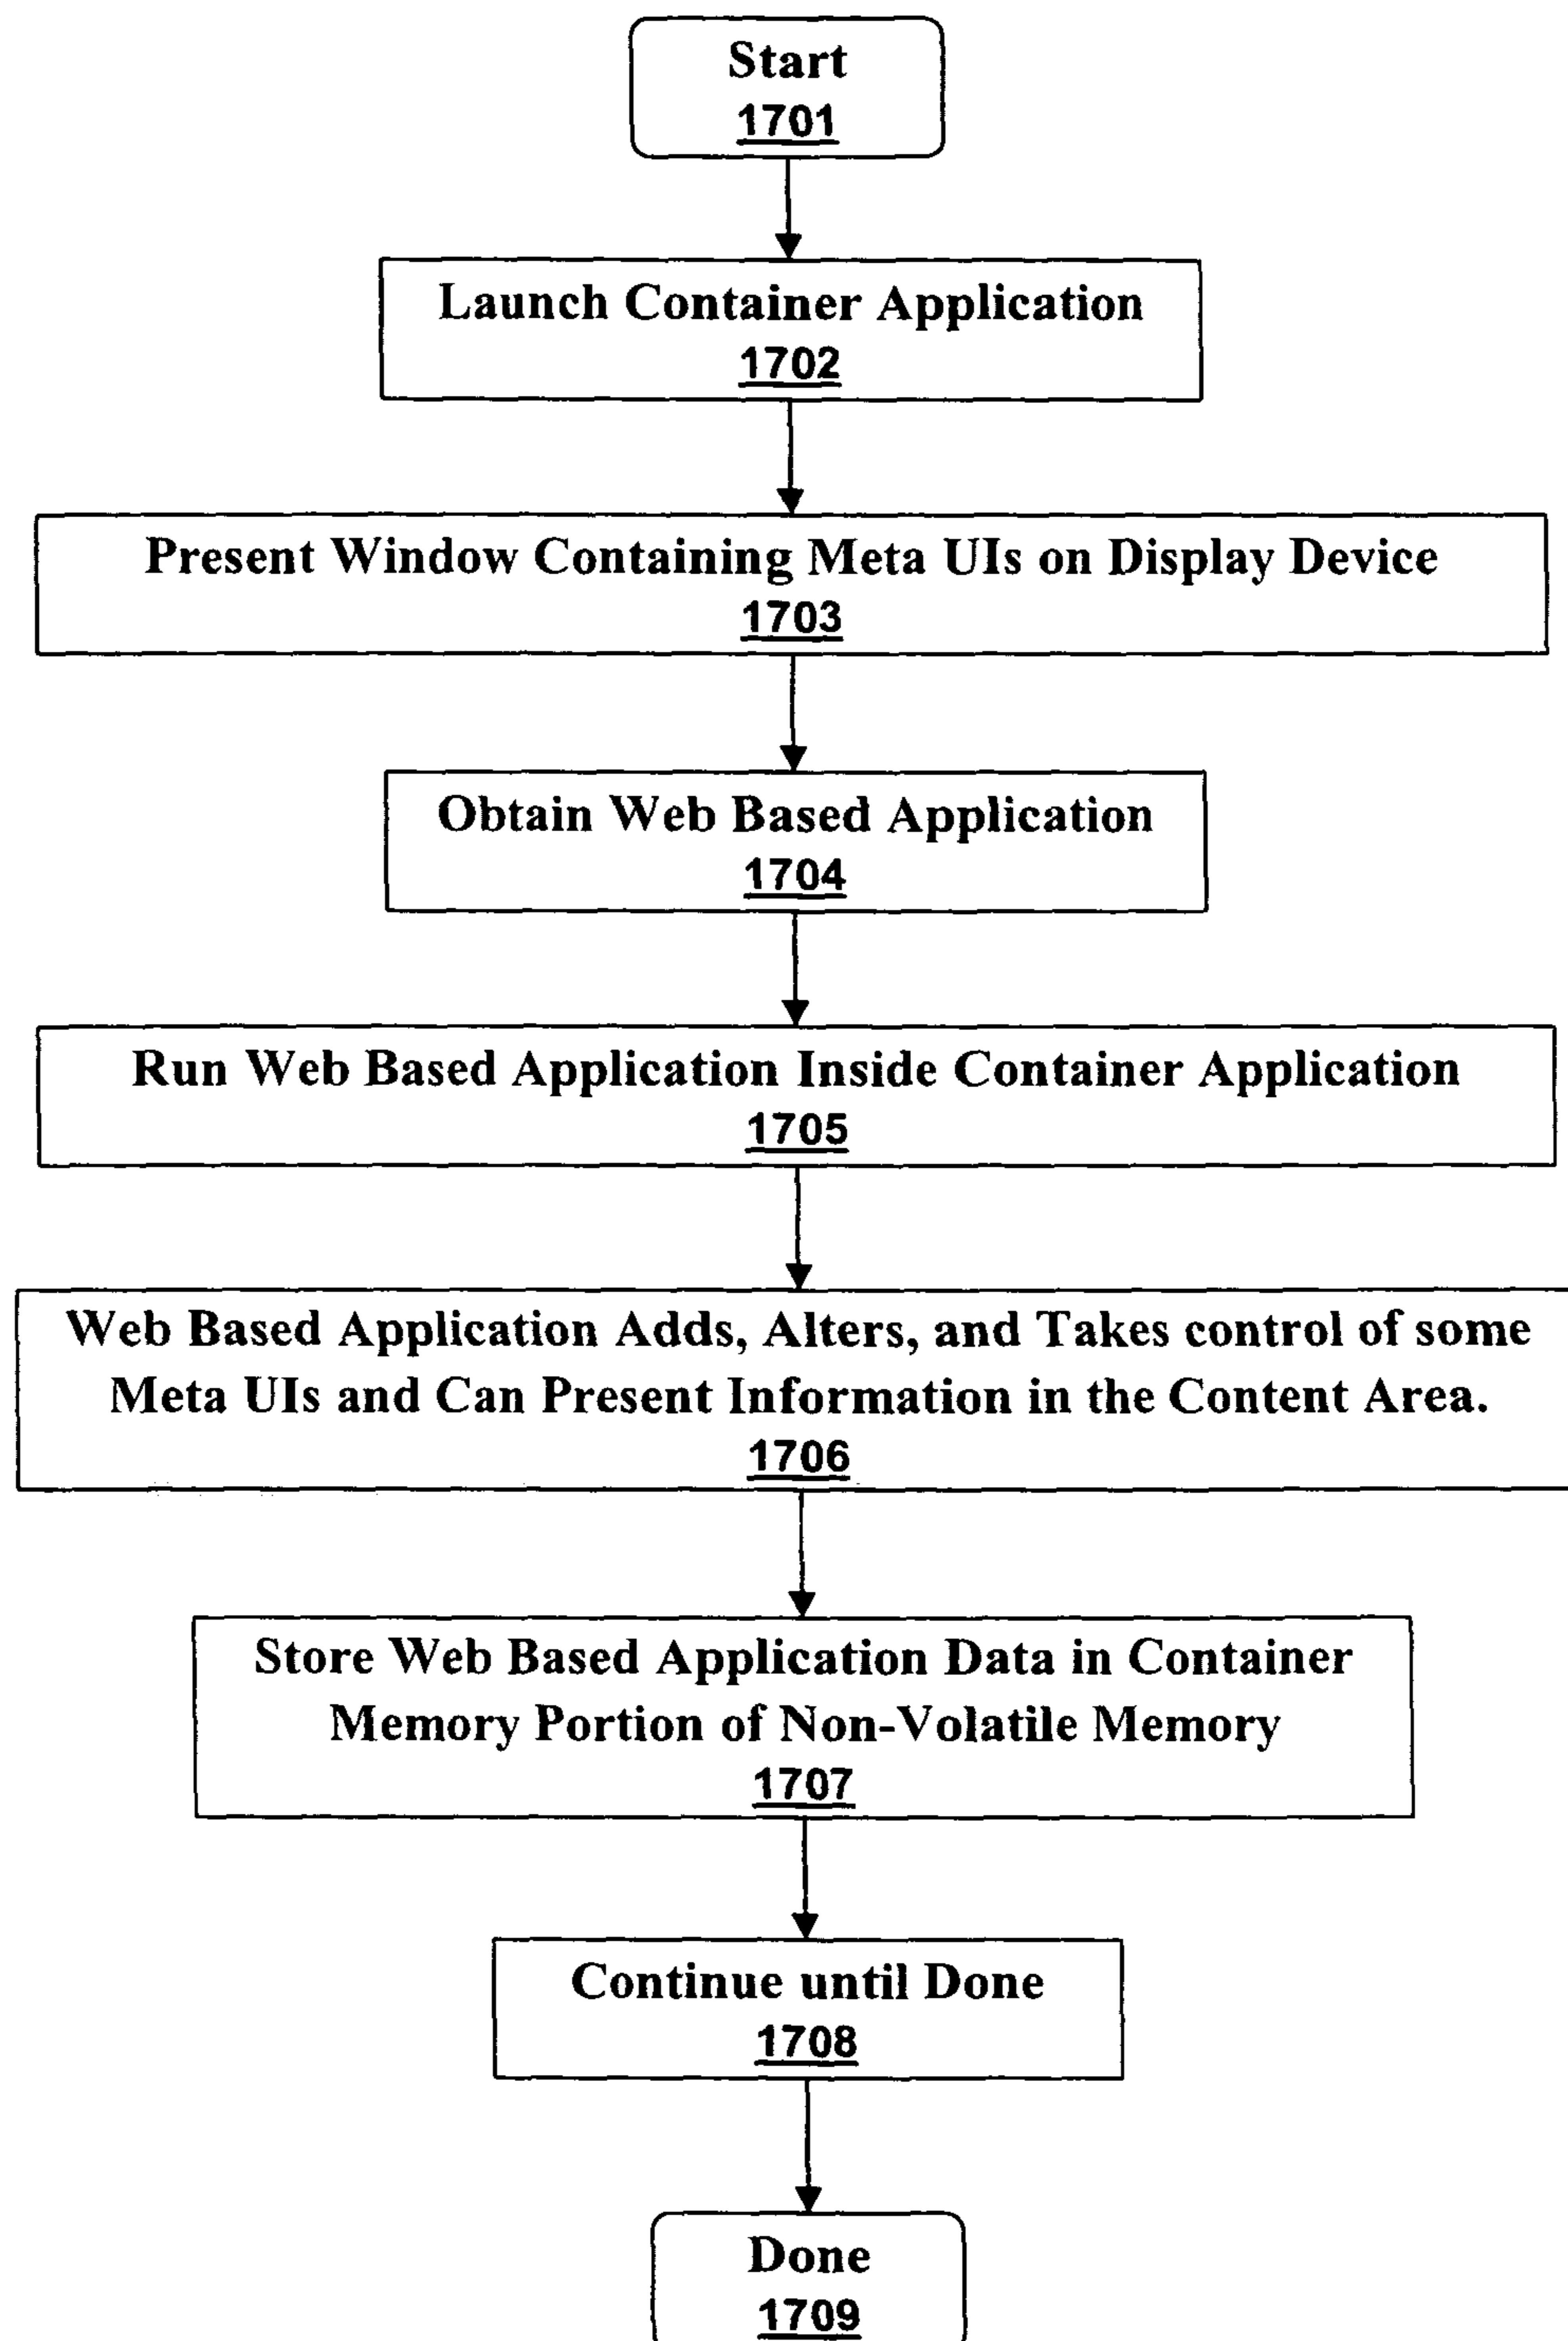 Start
1701
Launch Container Application
1702
Present Window Containing Meta UIs on Display Device
1703
Obtain Web Based Application
1704
Run Web Based Application Inside Container Application
1705
Web Based Application Adds, Alters, and Takes control of some
Meta UIs and Can Present Information in the Content Area.
1706
Store Web Based Application Data in Container
Memory Portion of Non-Volatile Memory
1707
Continue until Done
1708
Done
1709